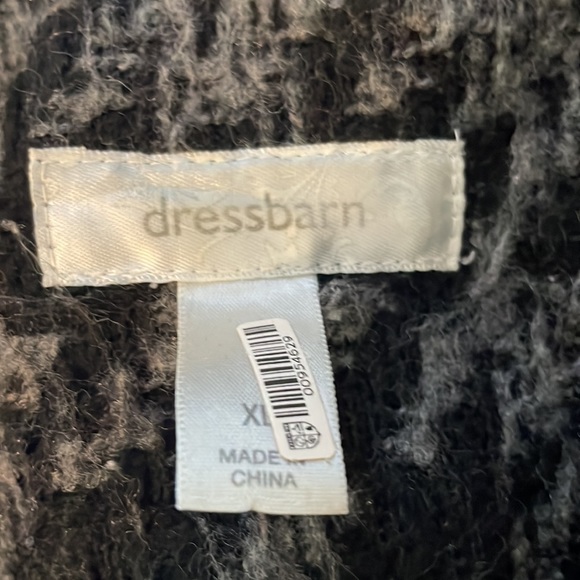 dressbarn
00954629
XL
MADE IN
CHINA